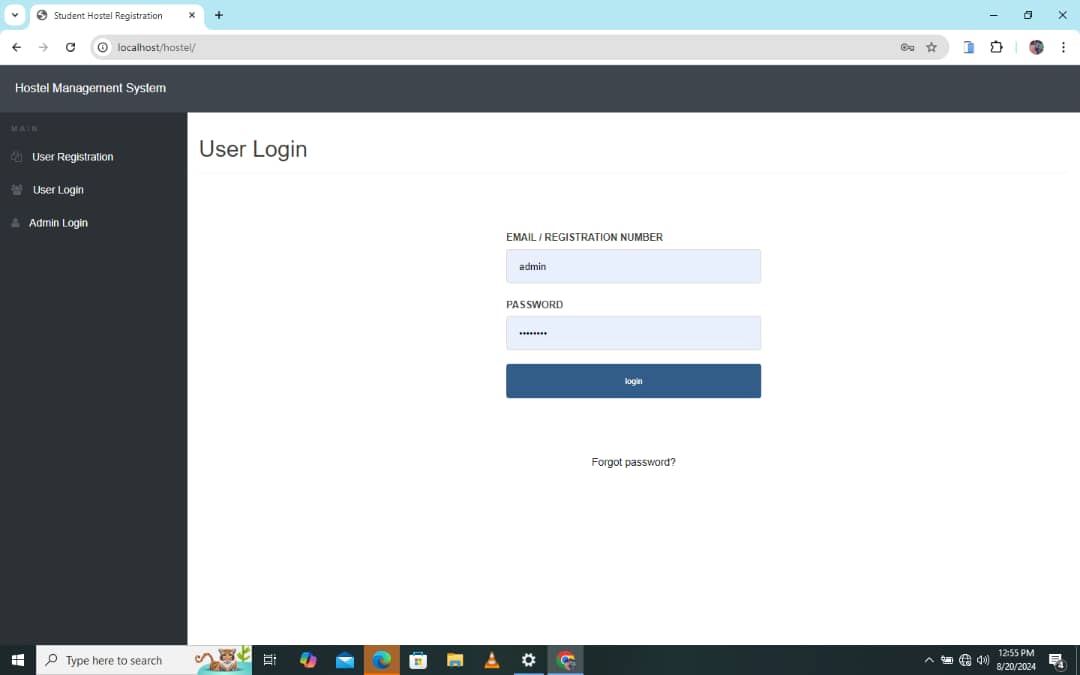 Student Hostel Registration
localhost/hostel/
Hostel Management System
MAIN
User Registration
User Login
Admin Login
User Login
EMAIL / REGISTRATION NUMBER
admin
PASSWORD
••••••••
login
Forgot password?
Type here to search
12:55 PM
8/20/2024
4